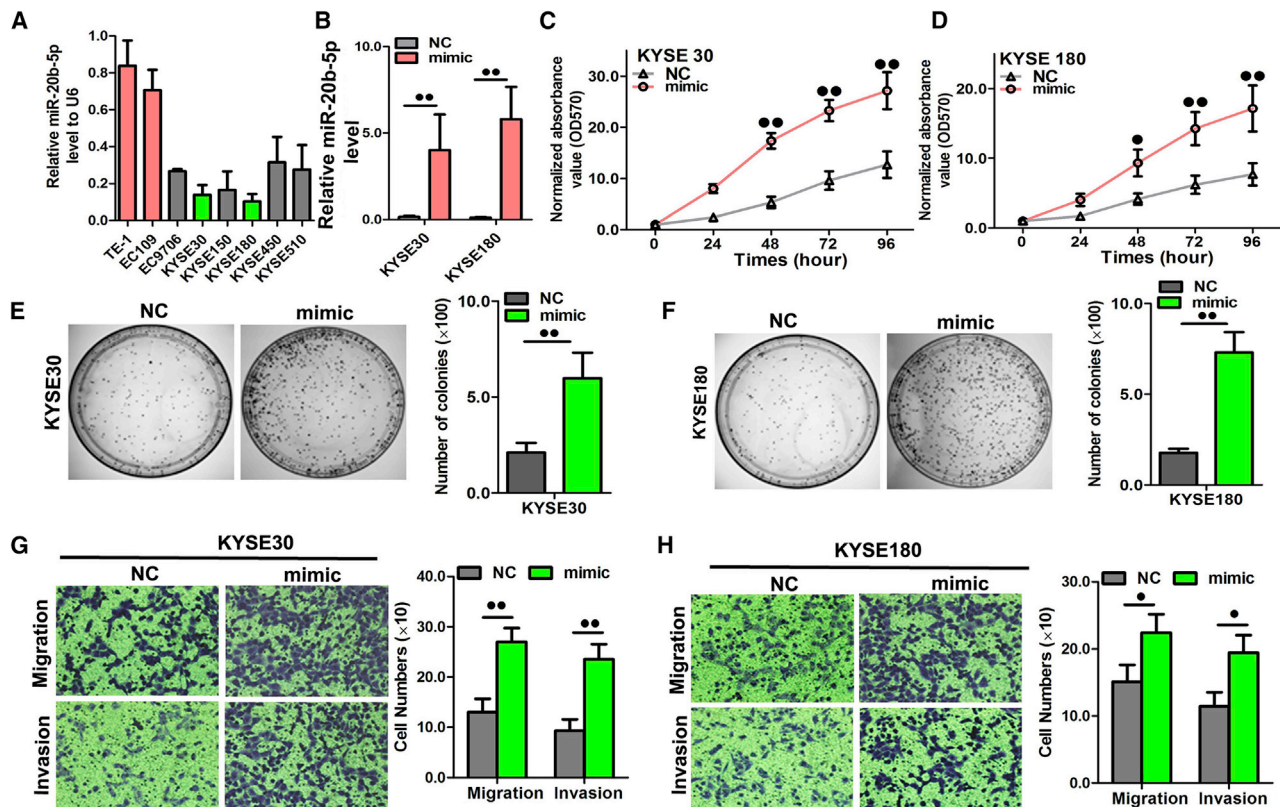 A
Relative miR-20b-5p
level to U6
1.0
0.8
0.6
0.4
0.2
0.0
TE-1
EC109
EC9706
KYSE30
KYSE150
KYSE180
KYSE450
KYSE510
B
NC
mimic
Relative miR-20b-5p
level
10.0
5.0
0.0
KYSE30
KYSE180
C
KYSE 30
NC
mimic
Normalized absorbance
value (OD570)
30.0
20.0
10.0
0.0
0 24 48 72 96
Times (hour)
D
KYSE 180
NC
mimic
Normalized absorbance
value (OD570)
20.0
10.0
0.0
0 24 48 72 96
Times (hour)
E
NC mimic
KYSE30
NC
mimic
Number of colonies (×100)
10.0
5.0
0.0
KYSE30
F
NC mimic
KYSE180
NC
mimic
Number of colonies (×100)
10.0
5.0
0.0
KYSE180
G
KYSE30
NC mimic
Migration
Invasion
NC mimic
Cell Numbers (×10)
40.0
30.0
20.0
10.0
0.0
Migration Invasion
H
KYSE180
NC mimic
Migration
Invasion
NC mimic
Cell Numbers (×10)
30.0
20.0
10.0
0.0
Migration Invasion